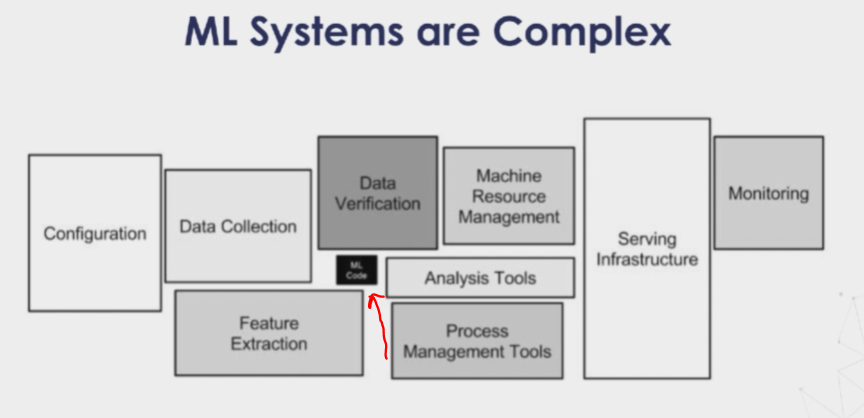 ML Systems are Complex
Configuration
Data Collection
Data
Verification
Machine
Resource
Management
Serving
Infrastructure
Monitoring
ML
Code
Analysis Tools
Feature
Extraction
Process
Management Tools